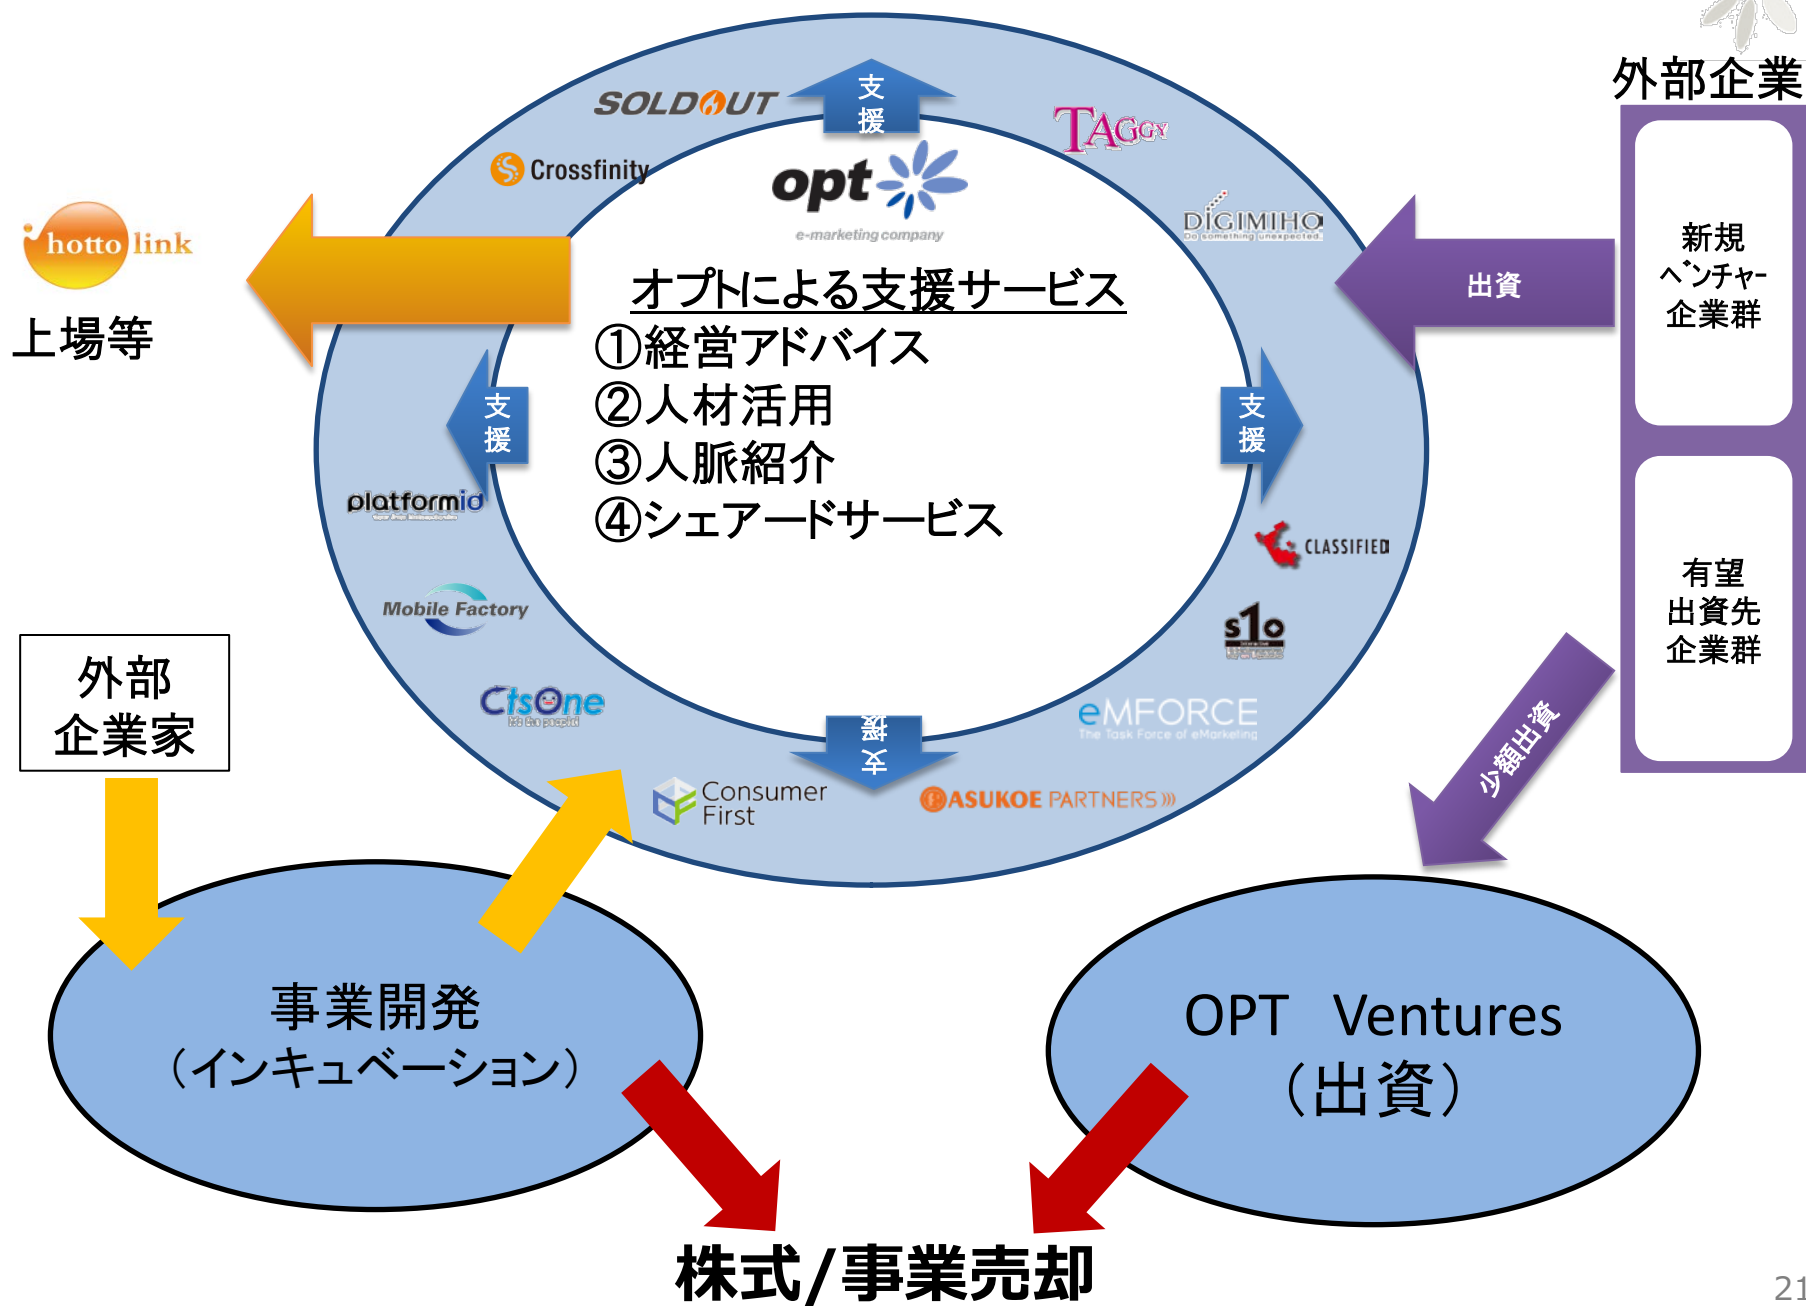 外部企業
支
援
SOLDOUT
TAGGY
Crossfinity
opt
e-marketing company
DIGIMIHO
Do something unexpected.
hotto link
上場等
オプトによる支援サービス
①経営アドバイス
②人材活用
③人脈紹介
④シェアードサービス
出資
新規
ベンチャー
企業群
支
援
支
援
platformid
CLASSIFIED
Mobile Factory
s1o
有望
出資先
企業群
外部
企業家
CtsOne
eMFORCE
The Task Force of eMarketing
支
援
少額出資
Consumer
First
ASUKOE PARTNERS
事業開発
（インキュベーション）
OPT Ventures
（出資）
株式/事業売却
21